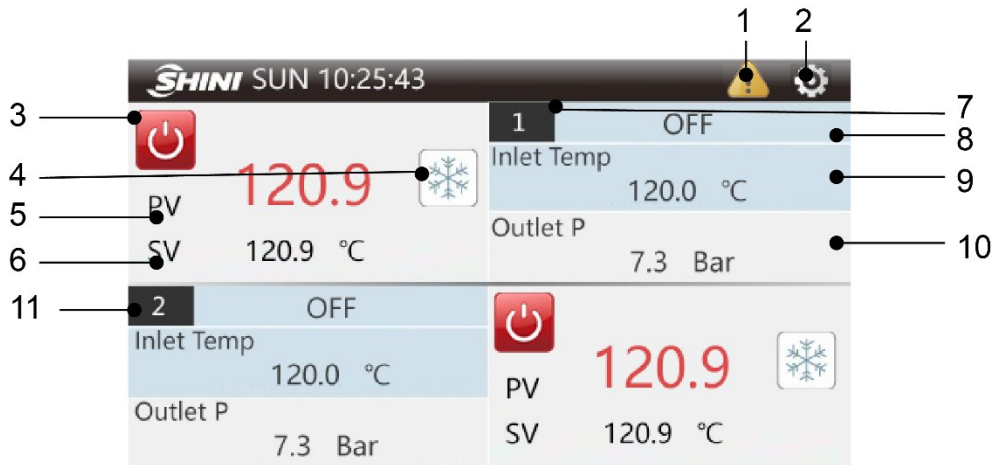 1 2
SHINI SUN 10:25:43
3
4
5
6
11
120.9
PV
SV 120.9 ℃
1 OFF
Inlet Temp
120.0 ℃
Outlet P
7.3 Bar
7
8
9
10
2 OFF
Inlet Temp
120.0 ℃
Outlet P
7.3 Bar
120.9
PV
SV 120.9 ℃